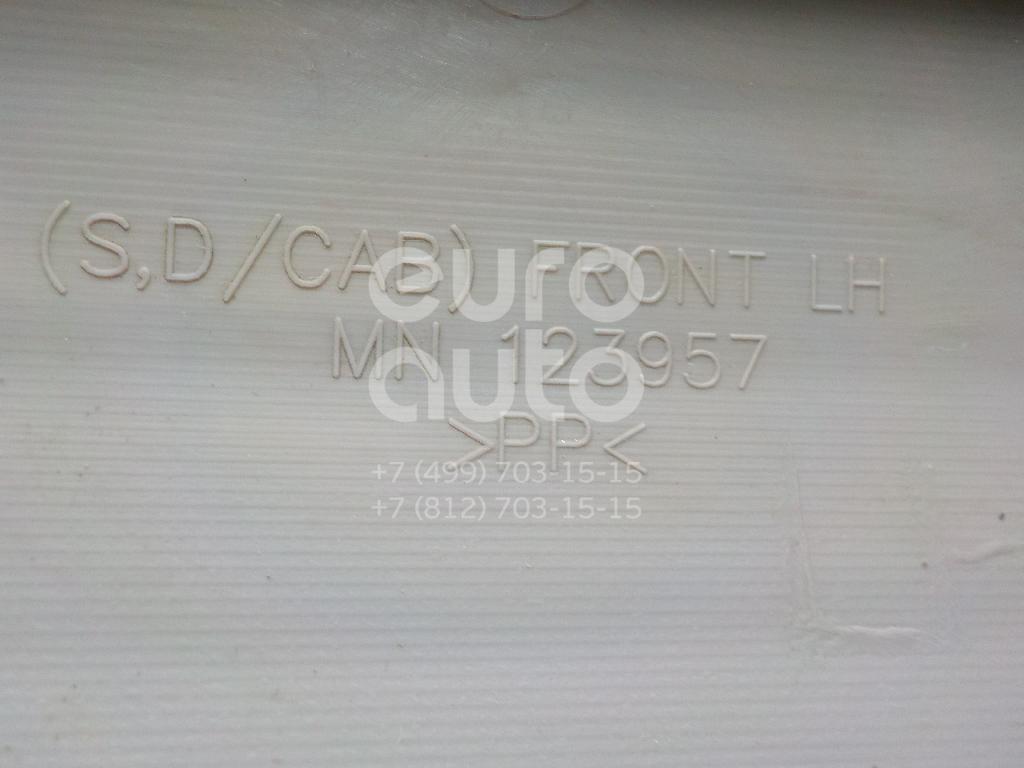 (S,D/CAB) FRONT LH
MN 123957
>PP<
euro
auto
+7 (499) 703-15-15
+7 (812) 703-15-15